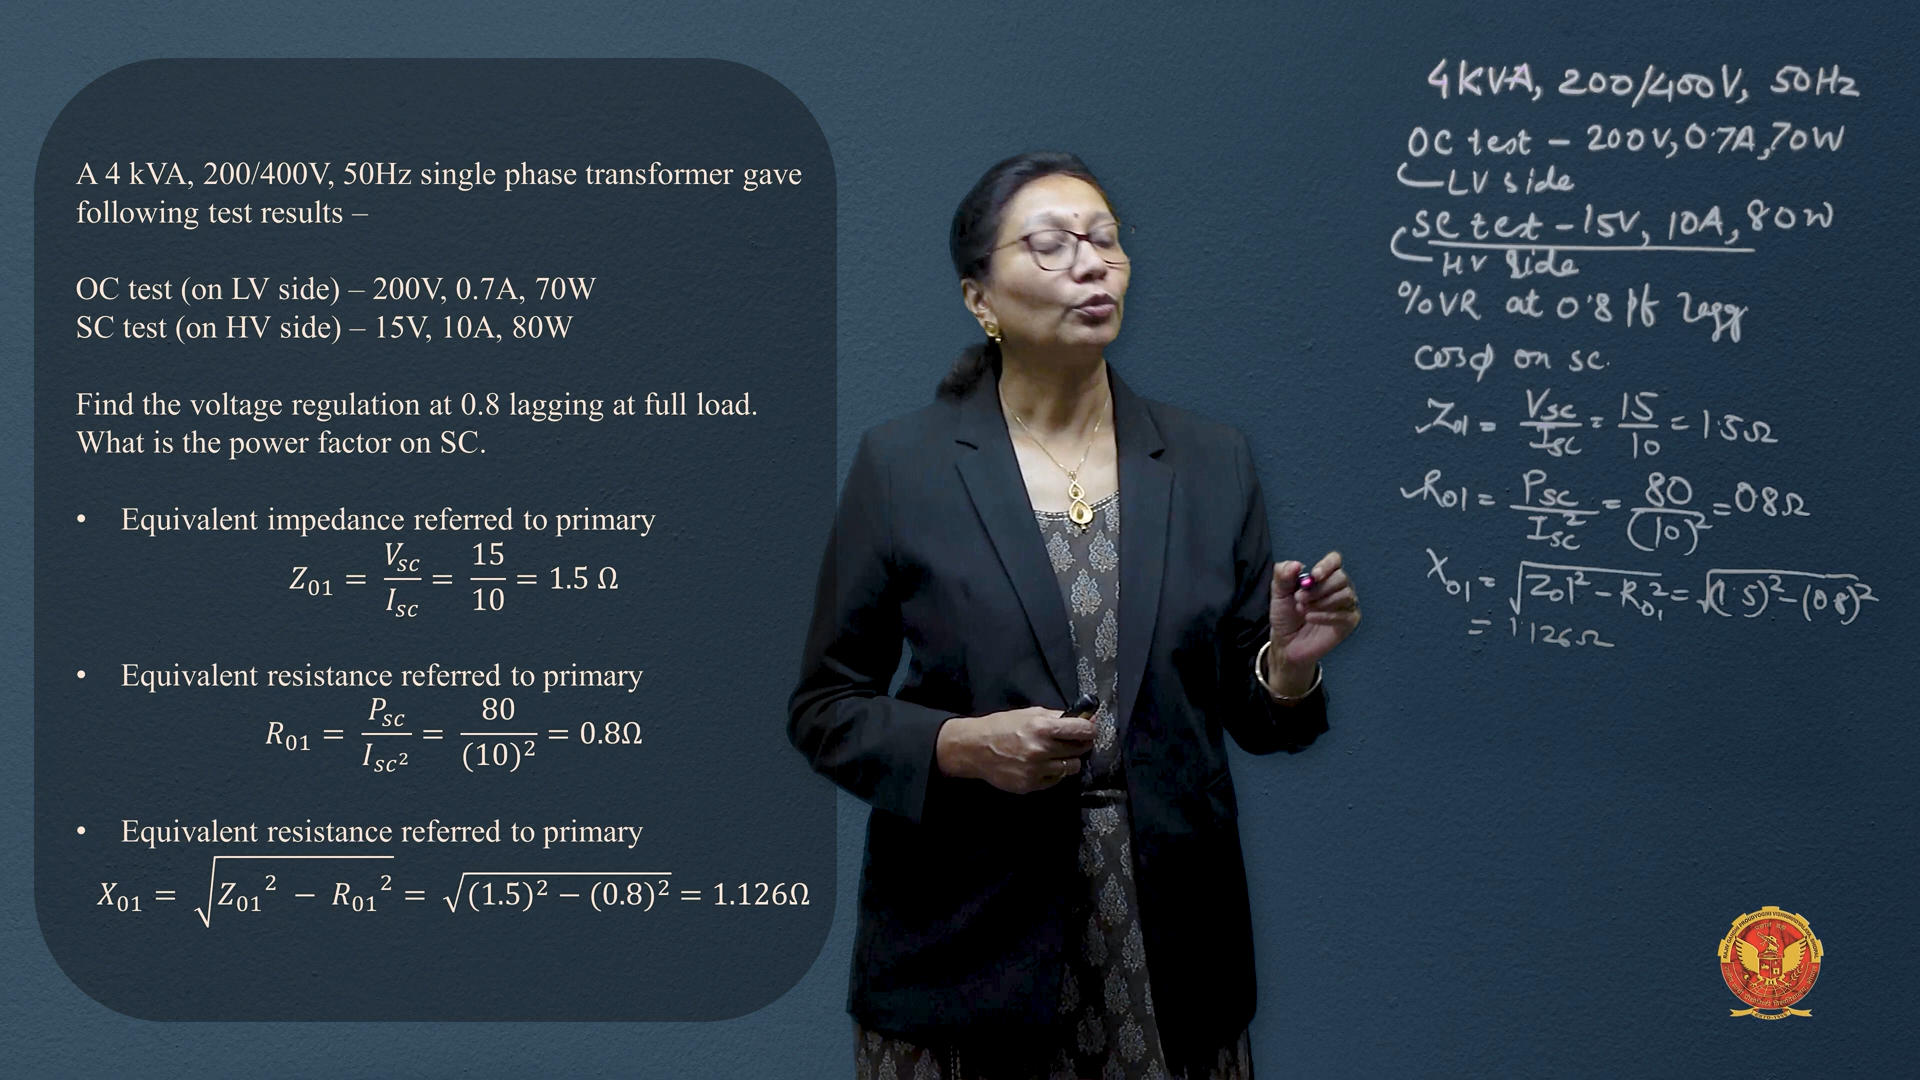 A 4 kVA, 200/400V, 50Hz single phase transformer gave
following test results –
OC test (on LV side) – 200V, 0.7A, 70W
SC test (on HV side) – 15V, 10A, 80W
Find the voltage regulation at 0.8 lagging at full load.
What is the power factor on SC.
• Equivalent impedance referred to primary
Z₀₁ = V_sc / I_sc = 15 / 10 = 1.5 Ω
• Equivalent resistance referred to primary
R₀₁ = P_sc / I_sc² = 80 / (10)² = 0.8Ω
• Equivalent resistance referred to primary
X₀₁ = √(Z₀₁² − R₀₁²) = √((1.5)² − (0.8)²) = 1.126Ω
4KVA, 200/400V, 50Hz
OC test – 200V, 0.7A, 70W
LV side
SC test – 15V, 10A, 80W
HV side
%VR at 0.8 pf lagg
cosφ on sc.
Z₀₁ = Vsc / Isc = 15 / 10 = 1.5Ω
R₀₁ = Psc / Isc² = 80 / (10)² = 08Ω
X₀₁ = √(Z₀₁² – R₀₁²) = √((1.5)² – (0.8)²)
= 1.126Ω